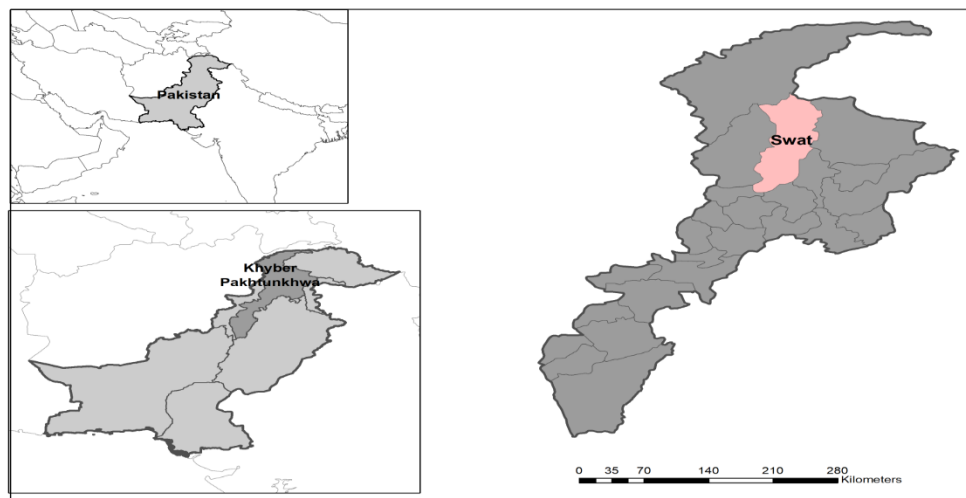 Pakistan
Khyber
Pakhtunkhwa
Swat
0 35 70 140 210 280
Kilometers